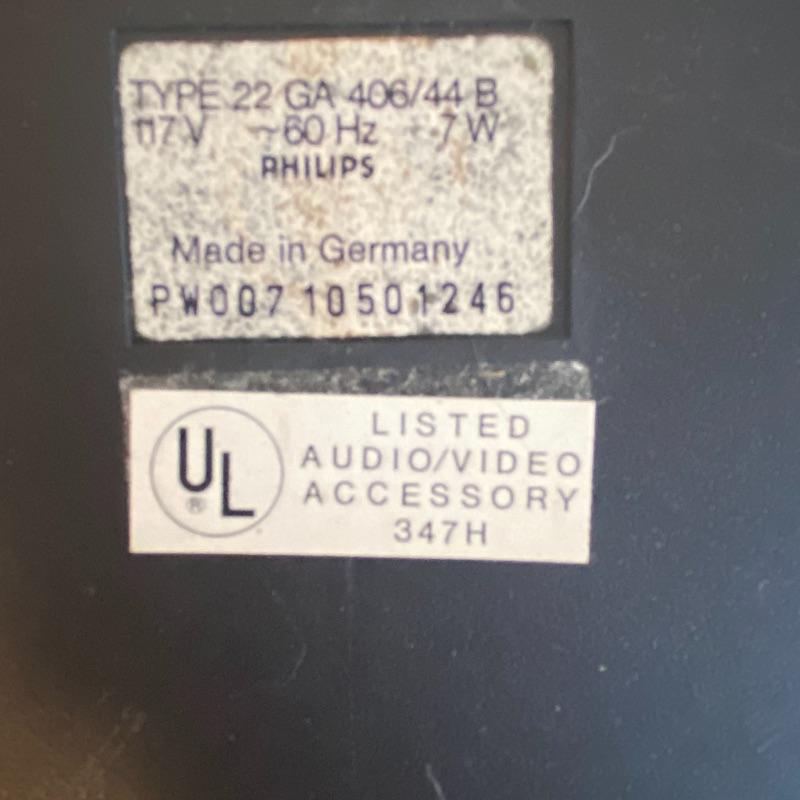 TYPE 22 GA 406/44 B
117 V ~ 60 Hz 7 W
PHILIPS
Made in Germany
PW007 10501246
UL ®
LISTED
AUDIO/VIDEO
ACCESSORY
347H